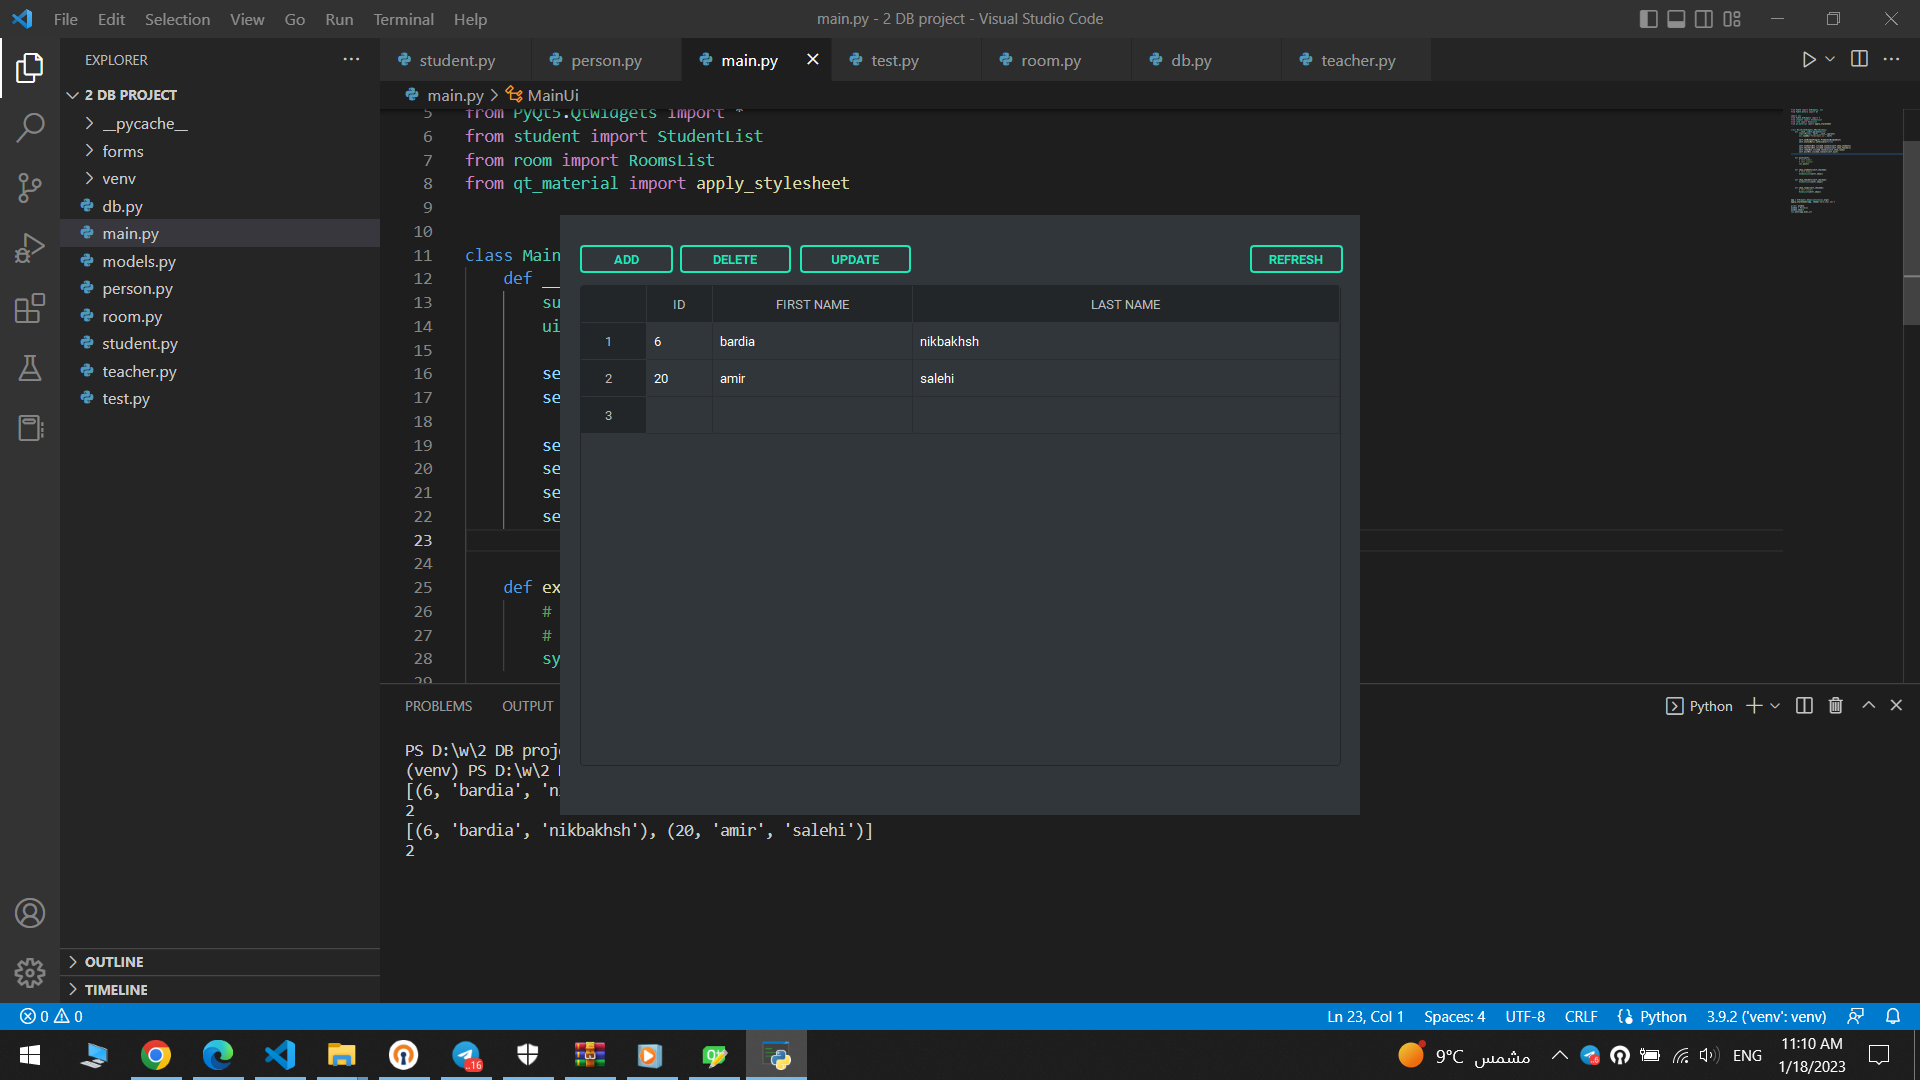 File Edit Selection View Go Run Terminal Help
main.py - 2 DB project - Visual Studio Code
EXPLORER
2 DB PROJECT
__pycache__
forms
venv
db.py
main.py
models.py
person.py
room.py
student.py
teacher.py
test.py
OUTLINE
TIMELINE
student.py person.py main.py test.py room.py db.py teacher.py
main.py > MainUi
5 from PyQt5.QtWidgets import *
6 from student import StudentList
7 from room import RoomsList
8 from qt_material import apply_stylesheet
9
10
11 class Main
12 def __
13 su
14 ui
15
16 se
17 se
18
19 se
20 se
21 se
22 se
23
24
25 def ex
26 #
27 #
28 sy
29
ADD DELETE UPDATE REFRESH
ID FIRST NAME LAST NAME
1 6 bardia nikbakhsh
2 20 amir salehi
3
PROBLEMS OUTPUT
Python
PS D:\w\2 DB proj
(venv) PS D:\w\2
[(6, 'bardia', 'ni
2
[(6, 'bardia', 'nikbakhsh'), (20, 'amir', 'salehi')]
2
0 0
Ln 23, Col 1 Spaces: 4 UTF-8 CRLF Python 3.9.2 ('venv': venv)
..16
9°C مشمس
ENG
11:10 AM
1/18/2023